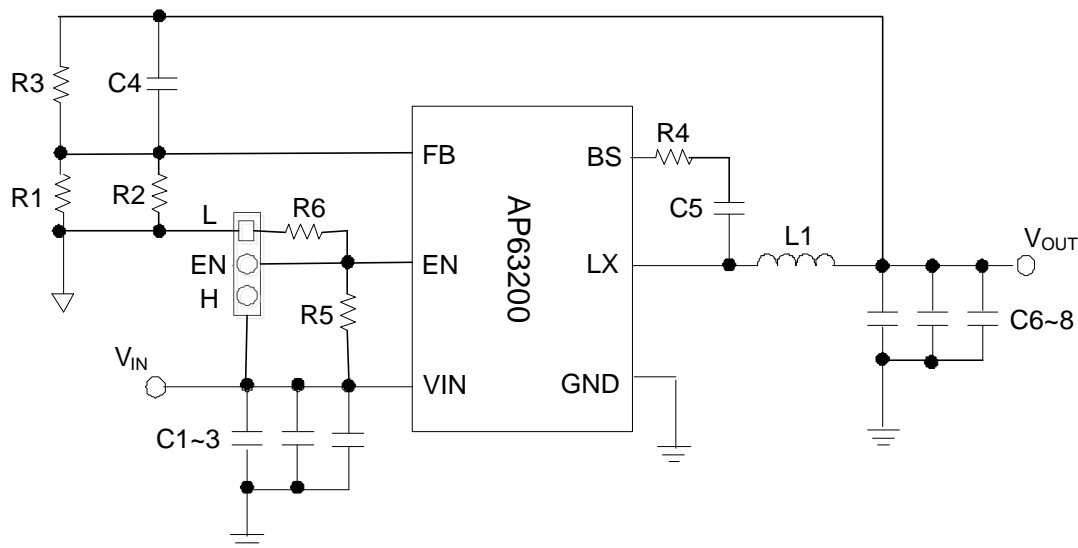 R3
C4
R4
FB
BS
R1
R2
C5
L
R6
L1
V_OUT
EN
EN
LX
H
R5
AP63200
C6~8
V_IN
VIN
GND
C1~3